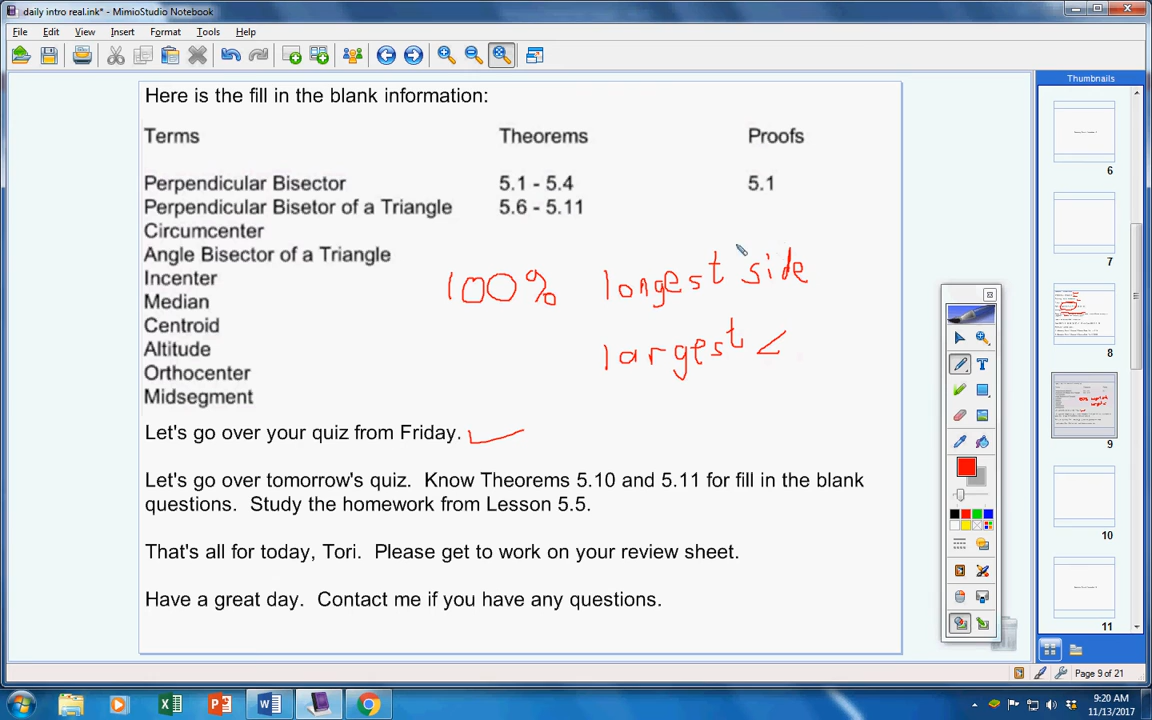 daily intro real.ink* - MimioStudio Notebook
File Edit View Insert Format Tools Help
Thumbnails
Here is the fill in the blank information:
Terms Theorems Proofs
Perpendicular Bisector 5.1 - 5.4 5.1
Perpendicular Bisetor of a Triangle 5.6 - 5.11
Circumcenter
Angle Bisector of a Triangle
Incenter 100% longest side
Median
Centroid
Altitude largest <
Orthocenter
Midsegment
Let's go over your quiz from Friday.
Let's go over tomorrow's quiz. Know Theorems 5.10 and 5.11 for fill in the blank
questions. Study the homework from Lesson 5.5.
That's all for today, Tori. Please get to work on your review sheet.
Have a great day. Contact me if you have any questions.
T
6
7
8
9
10
11
Page 9 of 21
9:20 AM
11/13/2017